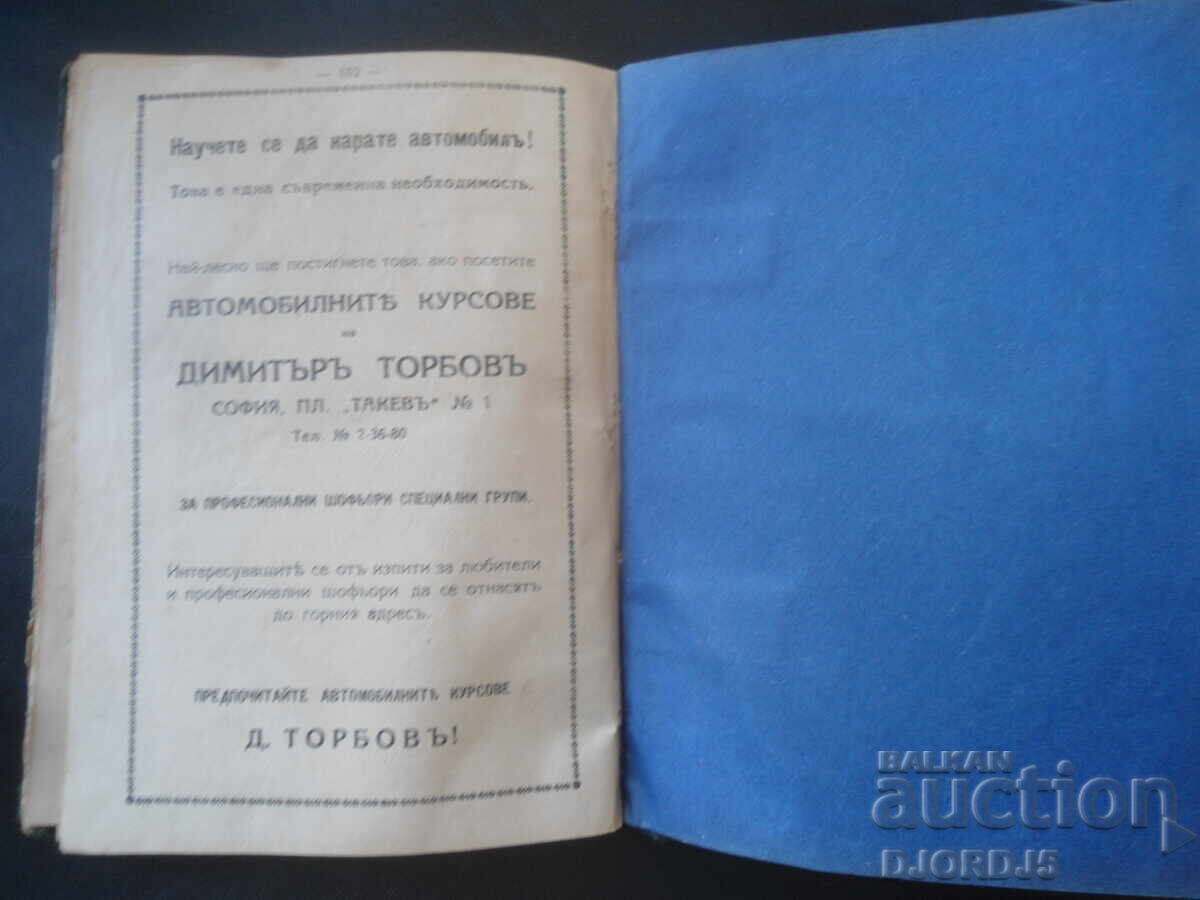 — 102 —
Научете се да карате автомобилъ!
Това е една съвременна необходимость.
Най-лесно ще постигнете това, ако посетите
АВТОМОБИЛНИТѢ КУРСОВЕ
на
ДИМИТЪРЪ ТОРБОВЪ
СОФИЯ, ПЛ. „ТАКЕВЪ“ № 1
Тел. № 2-36-80
ЗА ПРОФЕСИОНАЛНИ ШОФЬОРИ СПЕЦИАЛНИ ГРУПИ.
Интересуващитѣ се отъ изпити за любители
и професионални шофьори да се отнасятъ
до горния адресъ.
ПРЕДПОЧИТАЙТЕ АВТОМОБИЛНИТѢ КУРСОВЕ
Д. ТОРБОВЪ!
BALKAN
auction
DJORDJ5